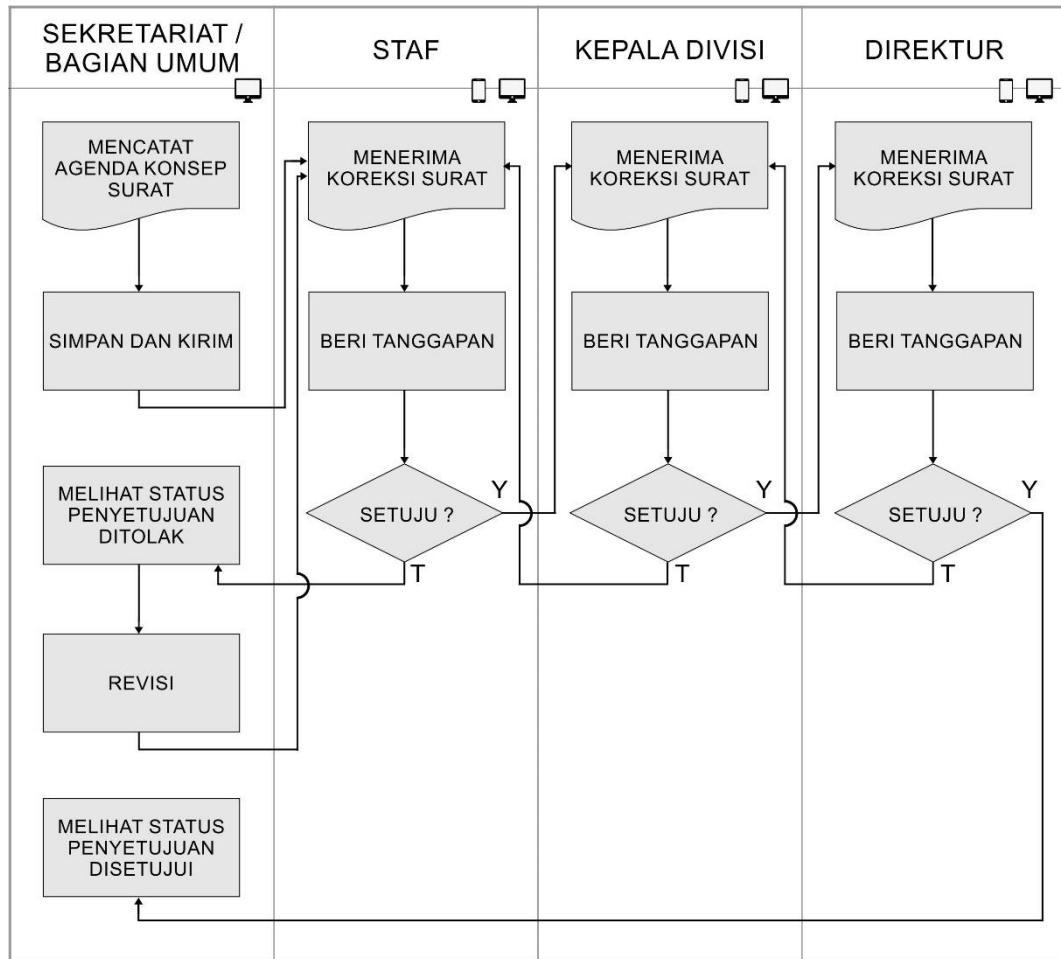 SEKRETARIAT /
BAGIAN UMUM
STAF
KEPALA DIVISI
DIREKTUR
MENCATAT
AGENDA KONSEP
SURAT
MENERIMA
KOREKSI SURAT
MENERIMA
KOREKSI SURAT
MENERIMA
KOREKSI SURAT
SIMPAN DAN KIRIM
BERI TANGGAPAN
BERI TANGGAPAN
BERI TANGGAPAN
MELIHAT STATUS
PENYETUJUAN
DITOLAK
SETUJU ?
Y
T
SETUJU ?
Y
T
SETUJU ?
Y
T
REVISI
MELIHAT STATUS
PENYETUJUAN
DISETUJUI